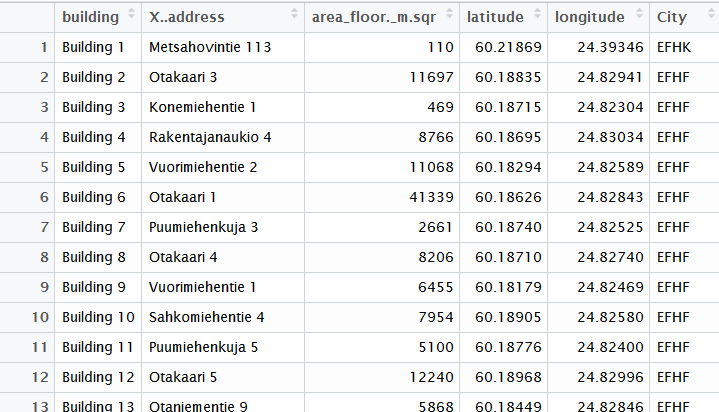 building X..address area_floor._m.sqr latitude longitude City
1 Building 1 Metsahovintie 113 110 60.21869 24.39346 EFHK
2 Building 2 Otakaari 3 11697 60.18835 24.82941 EFHF
3 Building 3 Konemiehentie 1 469 60.18715 24.82304 EFHF
4 Building 4 Rakentajanaukio 4 8766 60.18695 24.83034 EFHF
5 Building 5 Vuorimiehentie 2 11068 60.18294 24.82589 EFHF
6 Building 6 Otakaari 1 41339 60.18626 24.82843 EFHF
7 Building 7 Puumiehenkuja 3 2661 60.18740 24.82525 EFHF
8 Building 8 Otakaari 4 8206 60.18710 24.82740 EFHF
9 Building 9 Vuorimiehentie 1 6455 60.18179 24.82469 EFHF
10 Building 10 Sahkomiehentie 4 7954 60.18905 24.82580 EFHF
11 Building 11 Puumiehenkuja 5 5100 60.18776 24.82400 EFHF
12 Building 12 Otakaari 5 12240 60.18968 24.82996 EFHF
13 Building 13 Otaniementie 9 5868 60.18449 24.82846 EFHF